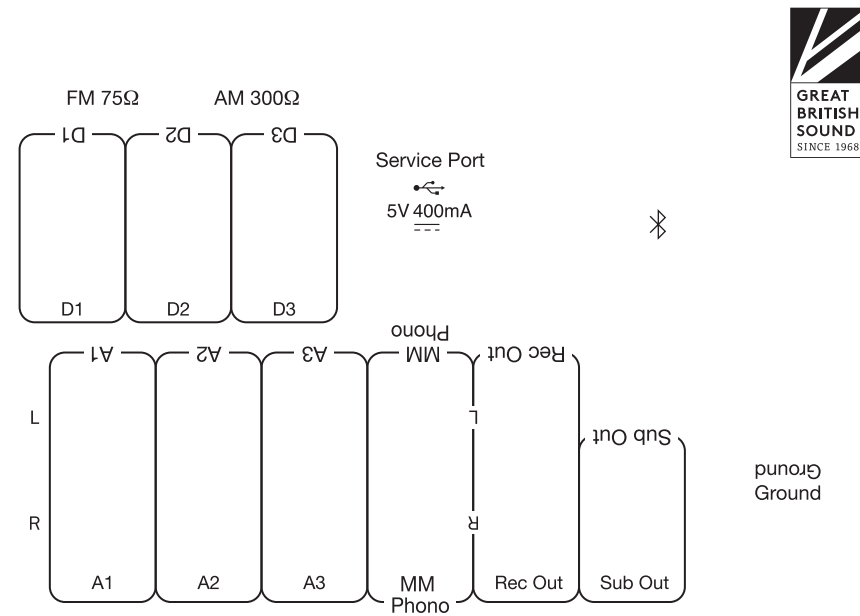 GREAT
BRITISH
SOUND
SINCE 1968
FM 75Ω AM 300Ω
D1 D2 D3
Service Port
5V 400mA
D1 D2 D3
MM
Phono
A1 A2 A3 Rec Out
L L
Sub Out
Ground
Ground
R R
A1 A2 A3 MM Rec Out Sub Out
Phono